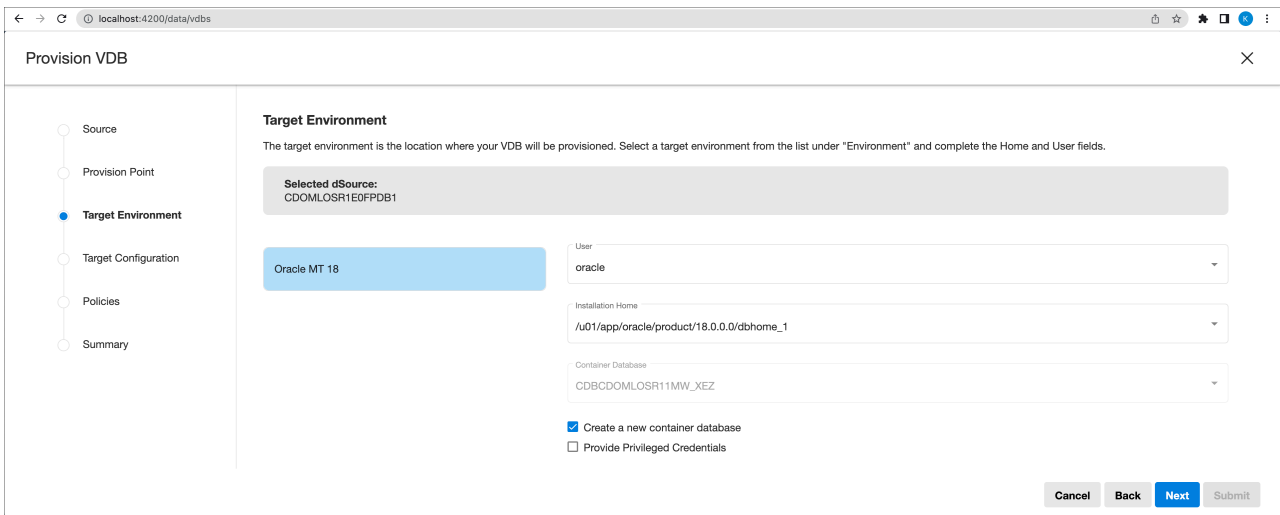 localhost:4200/data/vdbs
K
Provision VDB
Source
Provision Point
Target Environment
Target Configuration
Policies
Summary
Target Environment
The target environment is the location where your VDB will be provisioned. Select a target environment from the list under "Environment" and complete the Home and User fields.
Selected dSource:
CDOMLOSR1E0FPDB1
Oracle MT 18
User
oracle
Installation Home
/u01/app/oracle/product/18.0.0.0/dbhome_1
Container Database
CDBCDOMLOSR11MW_XEZ
Create a new container database
Provide Privileged Credentials
Cancel Back Next Submit